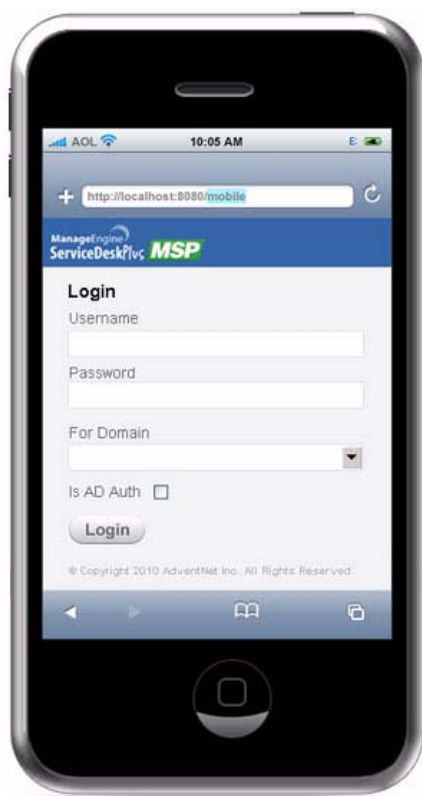 AOL 10:05 AM E
http://localhost:8080/mobile
ManageEngine
ServiceDeskPlus MSP
Login
Username
Password
For Domain
Is AD Auth
Login
© Copyright 2010 AdventNet Inc. All Rights Reserved.